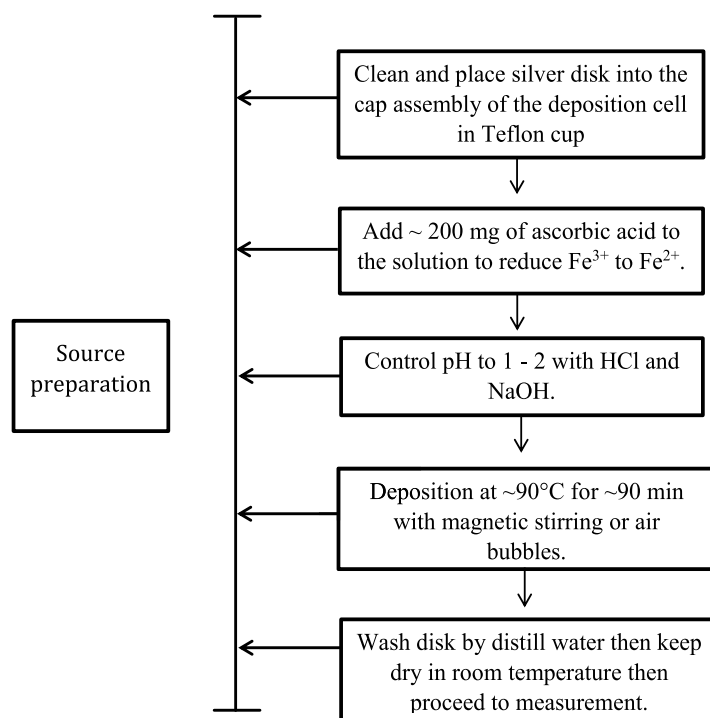 Clean and place silver disk into the
cap assembly of the deposition cell
in Teflon cup
Add ~ 200 mg of ascorbic acid to
the solution to reduce Fe³⁺ to Fe²⁺.
Source
preparation
Control pH to 1 - 2 with HCl and
NaOH.
Deposition at ~90°C for ~90 min
with magnetic stirring or air
bubbles.
Wash disk by distill water then keep
dry in room temperature then
proceed to measurement.